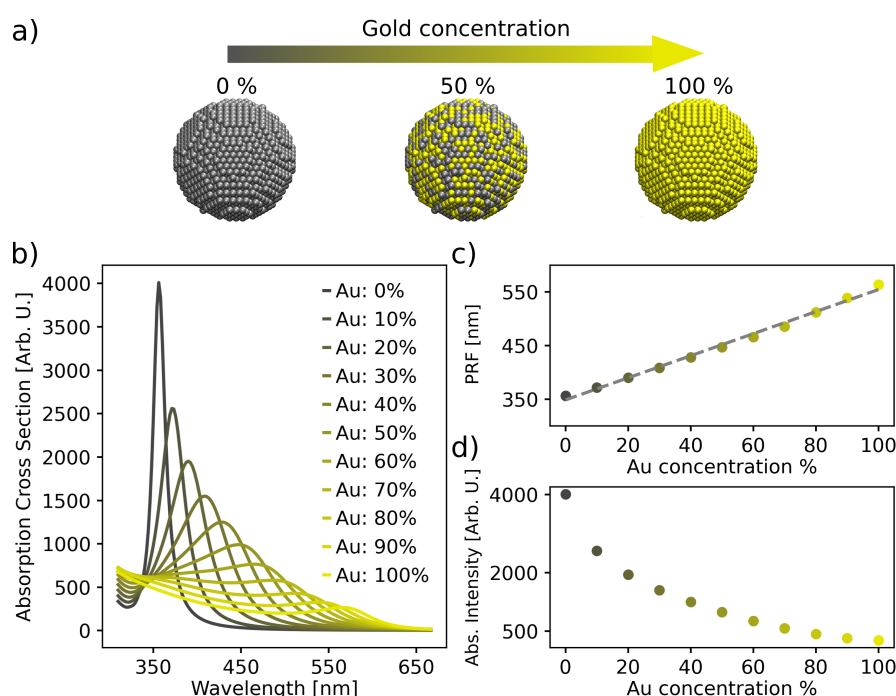 a)
Gold concentration
0 %
50 %
100 %
b)
Absorption Cross Section [Arb. U.]
4000
3500
3000
2500
2000
1500
1000
500
0
350
450
550
650
Wavelength [nm]
Au: 0%
Au: 10%
Au: 20%
Au: 30%
Au: 40%
Au: 50%
Au: 60%
Au: 70%
Au: 80%
Au: 90%
Au: 100%
c)
PRF [nm]
550
450
350
0
20
40
60
80
100
Au concentration %
d)
Abs. Intensity [Arb. U.]
4000
2000
500
0
20
40
60
80
100
Au concentration %